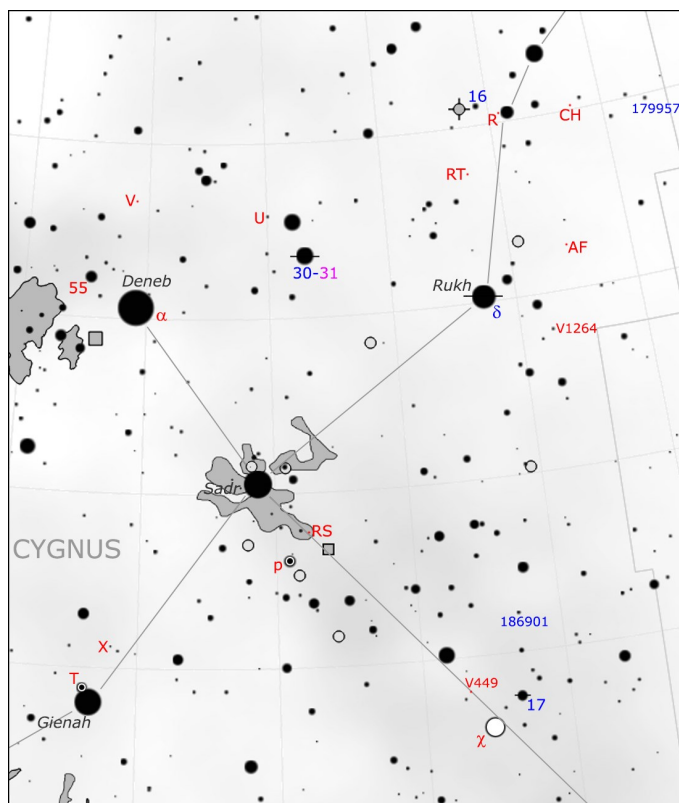 16
R
CH
179957
RT
V
U
AF
30-31
Deneb
55
α
Rukh
δ
V1264
Sadr
RS
CYGNUS
p
186901
X
T
V449
17
Gienah
χ